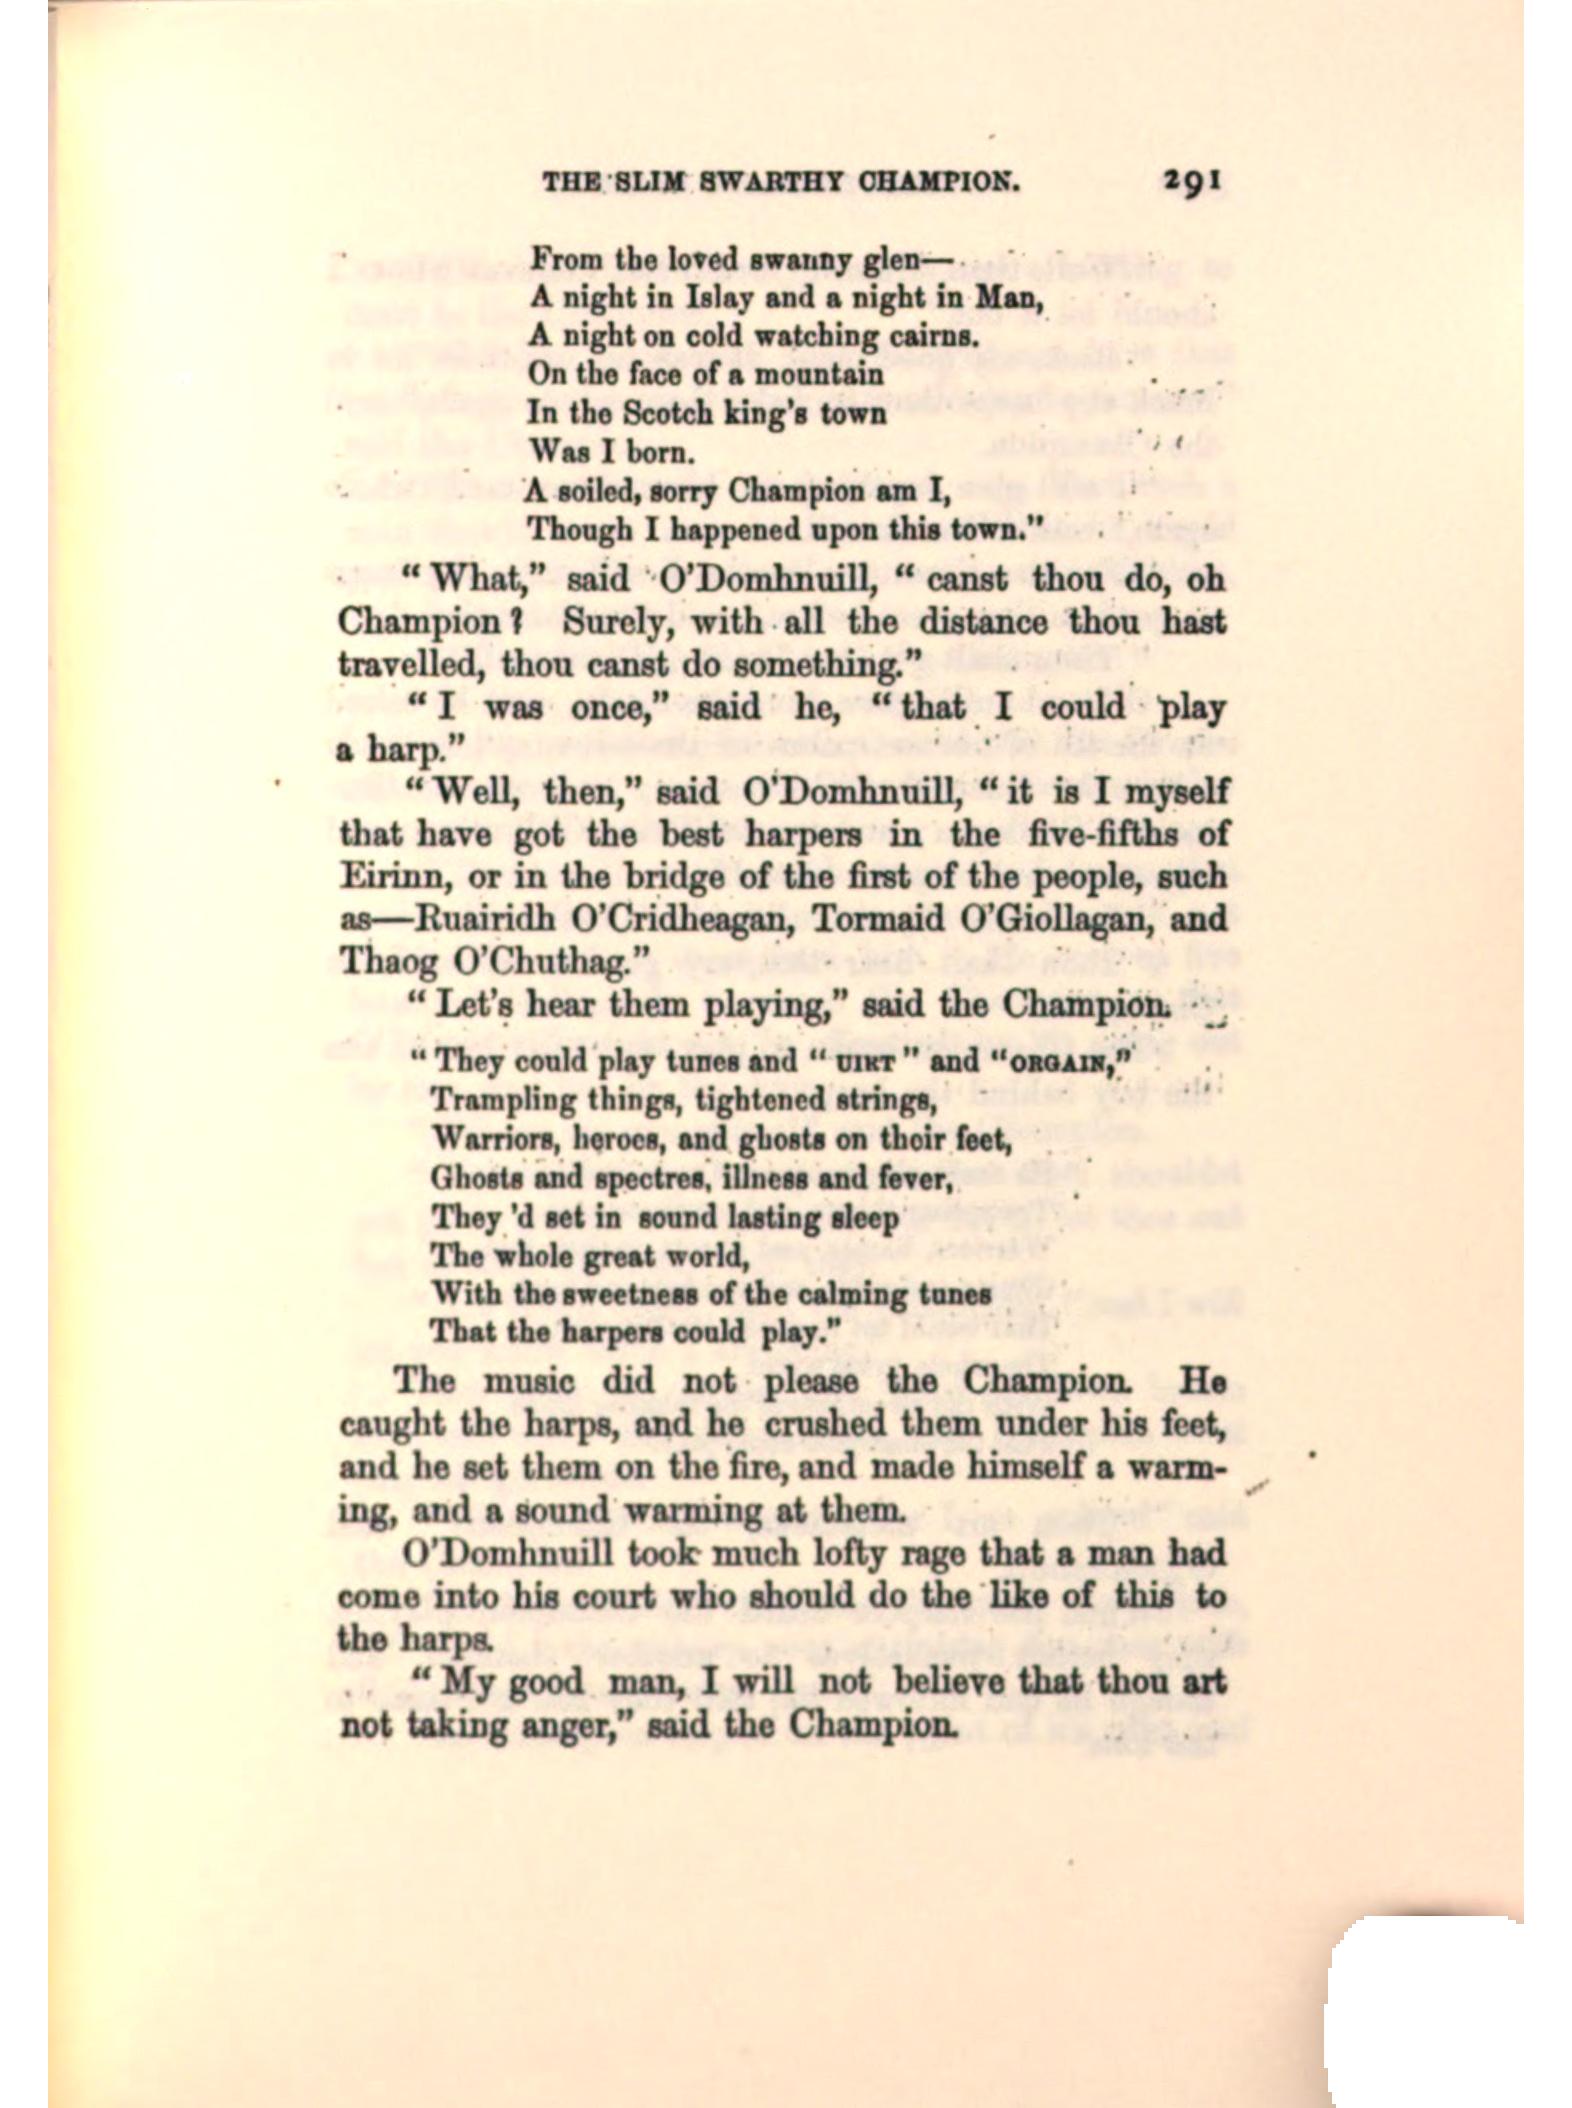 THE SLIM SWARTHY CHAMPION. 291
From the loved swanny glen—
A night in Islay and a night in Man,
A night on cold watching cairns.
On the face of a mountain
In the Scotch king's town
Was I born.
A soiled, sorry Champion am I,
Though I happened upon this town."
"What," said O'Domhnuill, "canst thou do, oh
Champion? Surely, with all the distance thou hast
travelled, thou canst do something."
"I was once," said he, "that I could play
a harp."
"Well, then," said O'Domhnuill, "it is I myself
that have got the best harpers in the five-fifths of
Eirinn, or in the bridge of the first of the people, such
as—Ruairidh O'Cridheagan, Tormaid O'Giollagan, and
Thaog O'Chuthag."
"Let's hear them playing," said the Champion.
"They could play tunes and "UIRT" and "ORGAIN,"
Trampling things, tightened strings,
Warriors, heroes, and ghosts on their feet,
Ghosts and spectres, illness and fever,
They 'd set in sound lasting sleep
The whole great world,
With the sweetness of the calming tunes
That the harpers could play."
The music did not please the Champion. He
caught the harps, and he crushed them under his feet,
and he set them on the fire, and made himself a warm-
ing, and a sound warming at them.
O'Domhnuill took much lofty rage that a man had
come into his court who should do the like of this to
the harps.
"My good man, I will not believe that thou art
not taking anger," said the Champion.